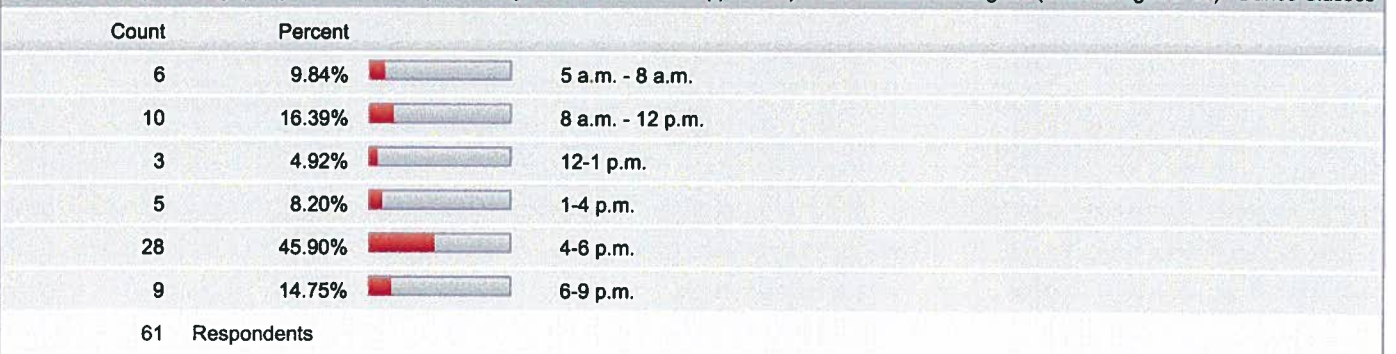 Count Percent
6 9.84% 5 a.m. - 8 a.m.
10 16.39% 8 a.m. - 12 p.m.
3 4.92% 12-1 p.m.
5 8.20% 1-4 p.m.
28 45.90% 4-6 p.m.
9 14.75% 6-9 p.m.
61 Respondents